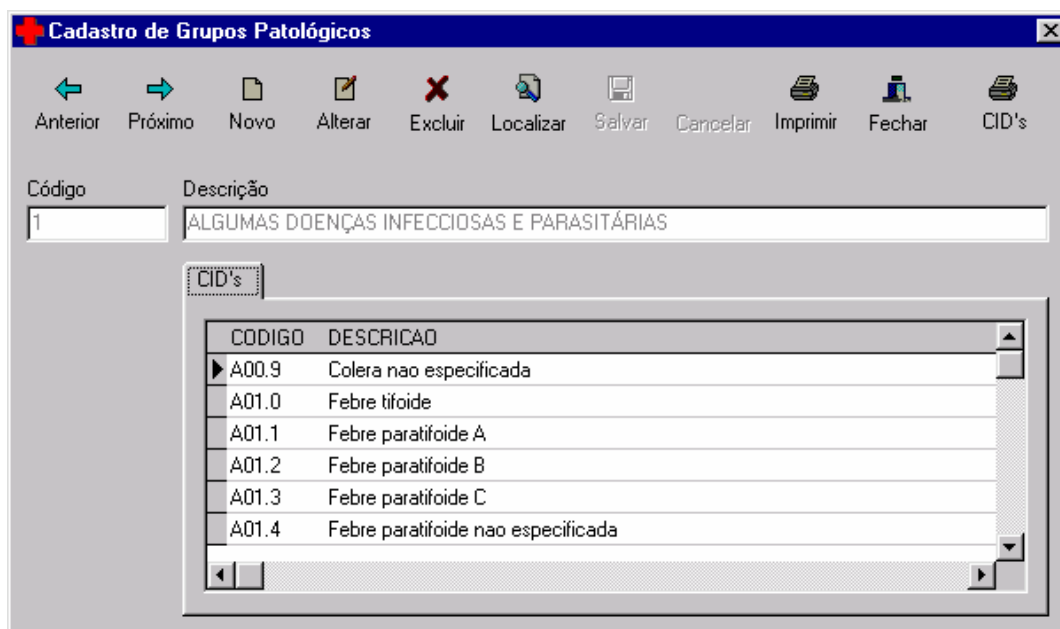 Cadastro de Grupos Patológicos
Anterior Próximo Novo Alterar Excluir Localizar Salvar Cancelar Imprimir Fechar CID's
Código Descrição
1 ALGUMAS DOENÇAS INFECCIOSAS E PARASITÁRIAS
CID's
CODIGO DESCRICAO
A00.9 Colera nao especificada
A01.0 Febre tifoide
A01.1 Febre paratifoide A
A01.2 Febre paratifoide B
A01.3 Febre paratifoide C
A01.4 Febre paratifoide nao especificada